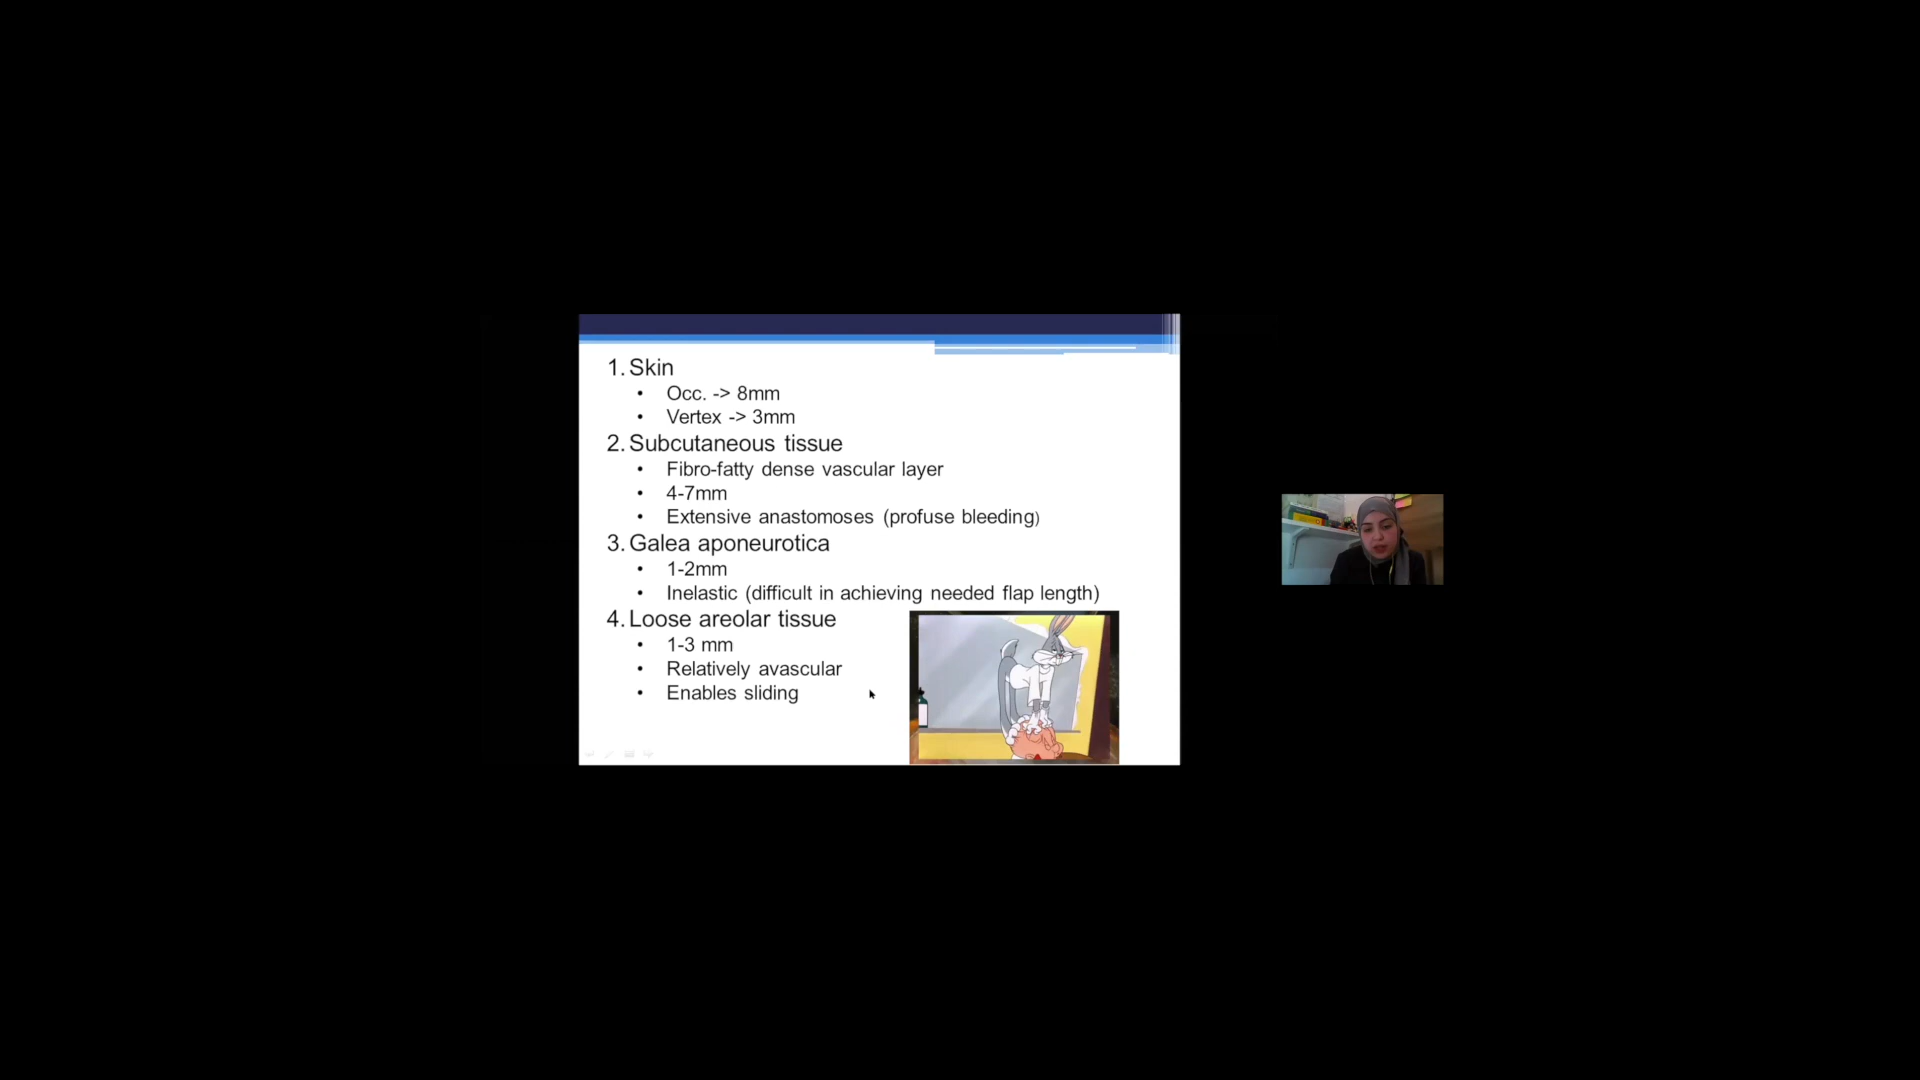 1. Skin
• Occ. -> 8mm
• Vertex -> 3mm
2. Subcutaneous tissue
• Fibro-fatty dense vascular layer
• 4-7mm
• Extensive anastomoses (profuse bleeding)
3. Galea aponeurotica
• 1-2mm
• Inelastic (difficult in achieving needed flap length)
4. Loose areolar tissue
• 1-3 mm
• Relatively avascular
• Enables sliding